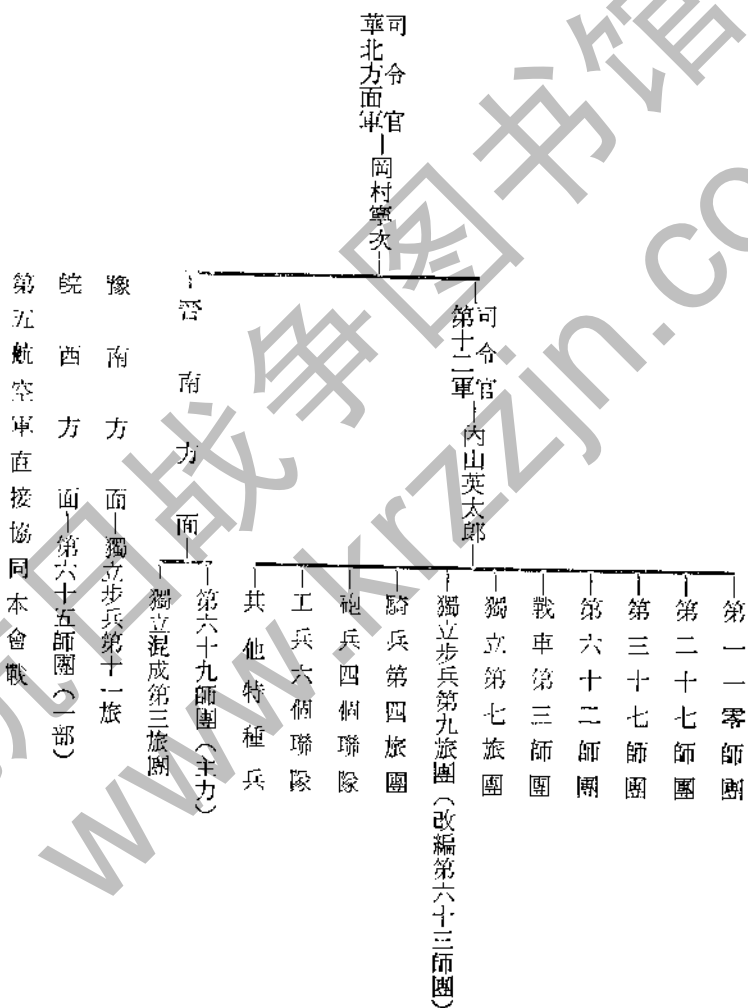 華北方面軍
司令官
岡村寧次
第十二軍
司令官
內山英太郎
第一一零師團
第二十七師團
第三十七師團
第六十二師團
戰車第三師團
獨立第七旅團
獨立步兵第九旅團（改編第六十三師團）
騎兵第四旅團
砲兵四個聯隊
工兵六個聯隊
其他特種兵
晉南方面
第六十九師團（主力）
獨立混成第三旅團
豫南方面
獨立步兵第十一旅
皖西方面
第六十五師團（一部）
第五航空軍直接協同本會戰
抗日战争图书馆